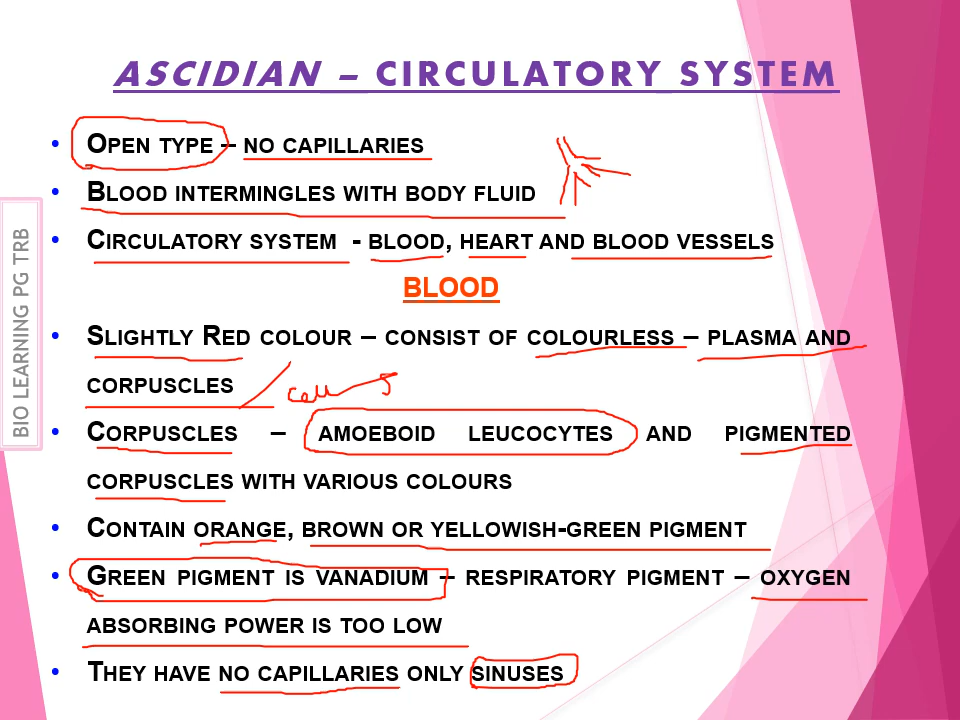 ASCIDIAN – CIRCULATORY SYSTEM
• OPEN TYPE – NO CAPILLARIES
• BLOOD INTERMINGLES WITH BODY FLUID
• CIRCULATORY SYSTEM - BLOOD, HEART AND BLOOD VESSELS
BLOOD
• SLIGHTLY RED COLOUR – CONSIST OF COLOURLESS – PLASMA AND
CORPUSCLES
cell
• CORPUSCLES – AMOEBOID LEUCOCYTES AND PIGMENTED
CORPUSCLES WITH VARIOUS COLOURS
• CONTAIN ORANGE, BROWN OR YELLOWISH-GREEN PIGMENT
• GREEN PIGMENT IS VANADIUM – RESPIRATORY PIGMENT – OXYGEN
ABSORBING POWER IS TOO LOW
• THEY HAVE NO CAPILLARIES ONLY SINUSES
BIO LEARNING PG TRB